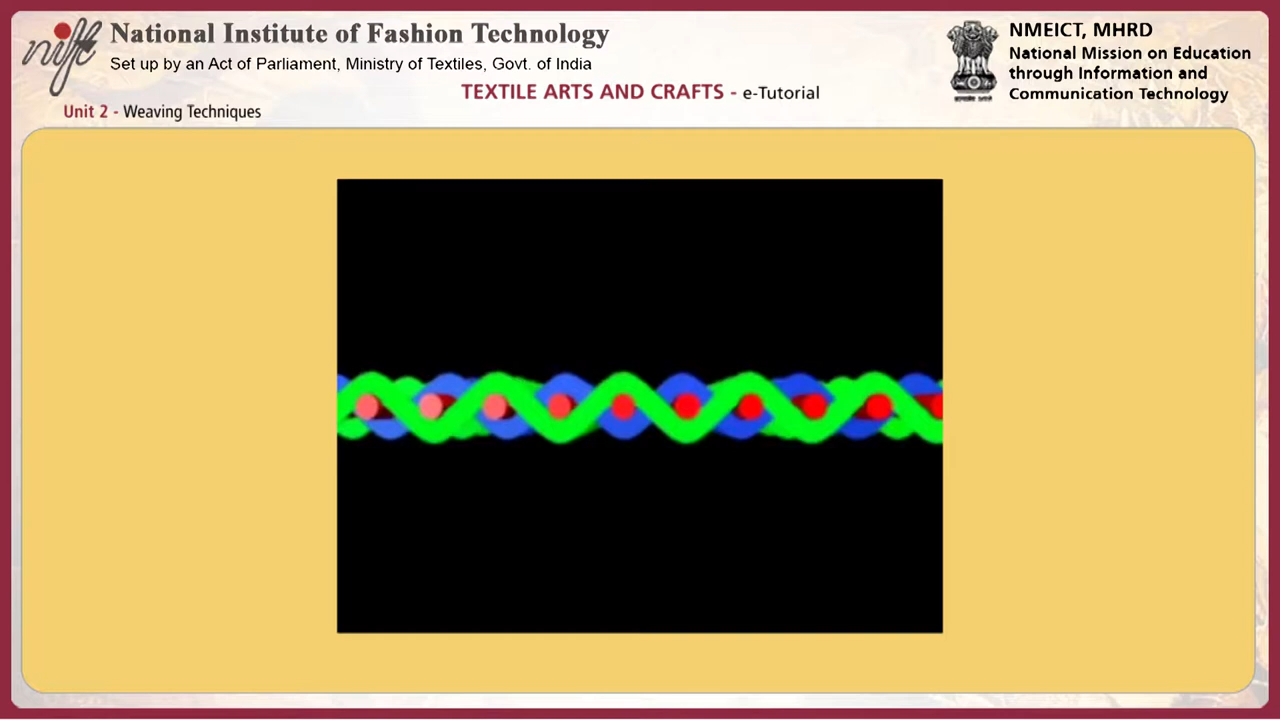 nift
National Institute of Fashion Technology
Set up by an Act of Parliament, Ministry of Textiles, Govt. of India
TEXTILE ARTS AND CRAFTS - e-Tutorial
Unit 2 - Weaving Techniques
NMEICT, MHRD
National Mission on Education
through Information and
Communication Technology